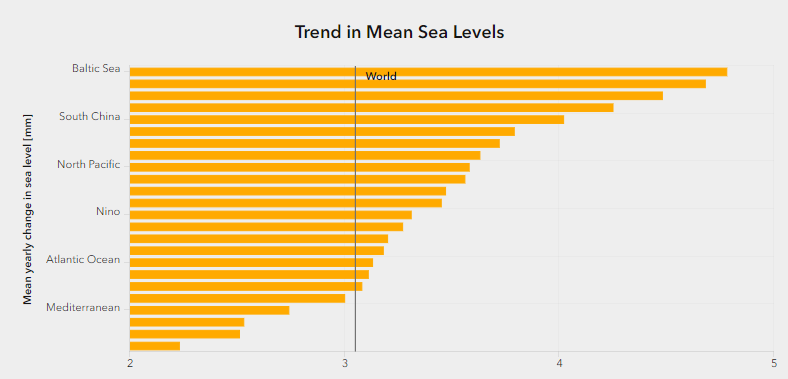 Trend in Mean Sea Levels
Baltic Sea
World
South China
North Pacific
Nino
Atlantic Ocean
Mediterranean
Mean yearly change in sea level [mm]
2
3
4
5